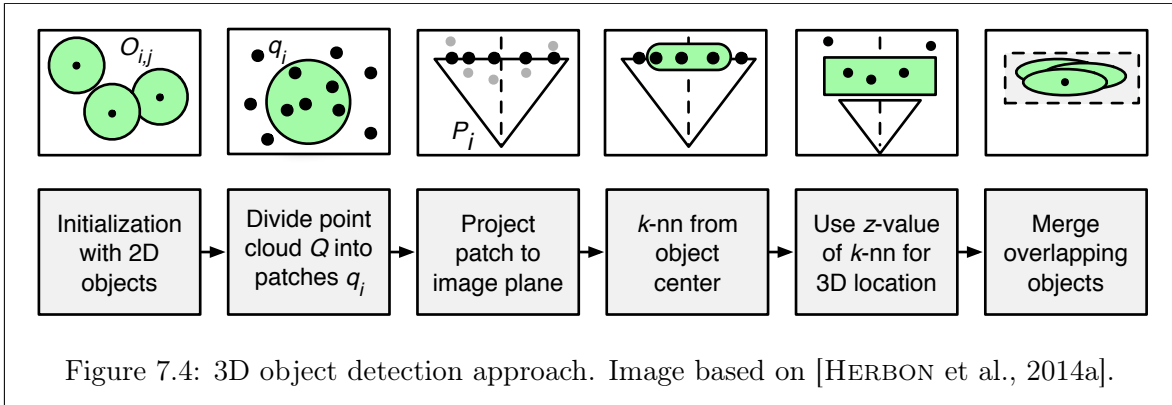 O_{i,j}
q_i
P_i
Initialization
with 2D
objects
Divide point
cloud Q into
patches q_i
Project
patch to
image plane
k-nn from
object
center
Use z-value
of k-nn for
3D location
Merge
overlapping
objects
Figure 7.4: 3D object detection approach. Image based on [HERBON et al., 2014a].